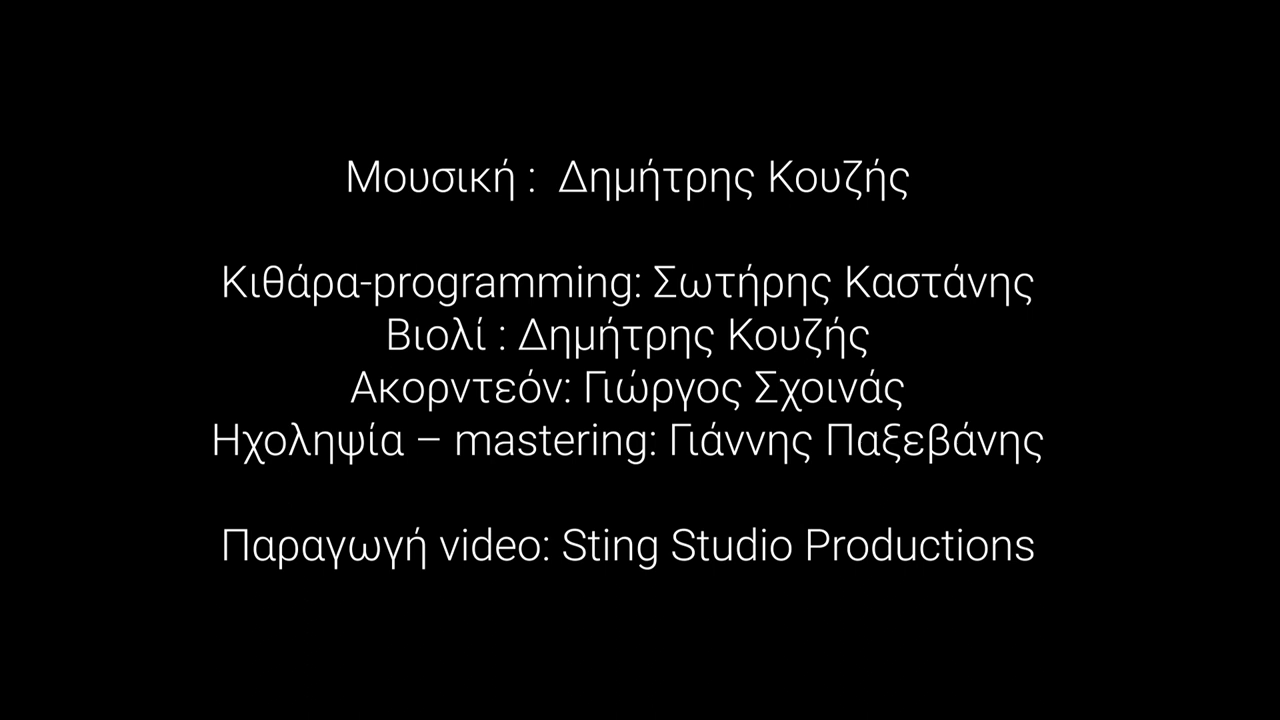 Μουσική :  Δημήτρης Κουζής
Κιθάρα-programming: Σωτήρης Καστάνης
Βιολί : Δημήτρης Κουζής
Ακορντεόν: Γιώργος Σχοινάς
Ηχοληψία – mastering: Γιάννης Παξεβάνης
Παραγωγή video: Sting Studio Productions